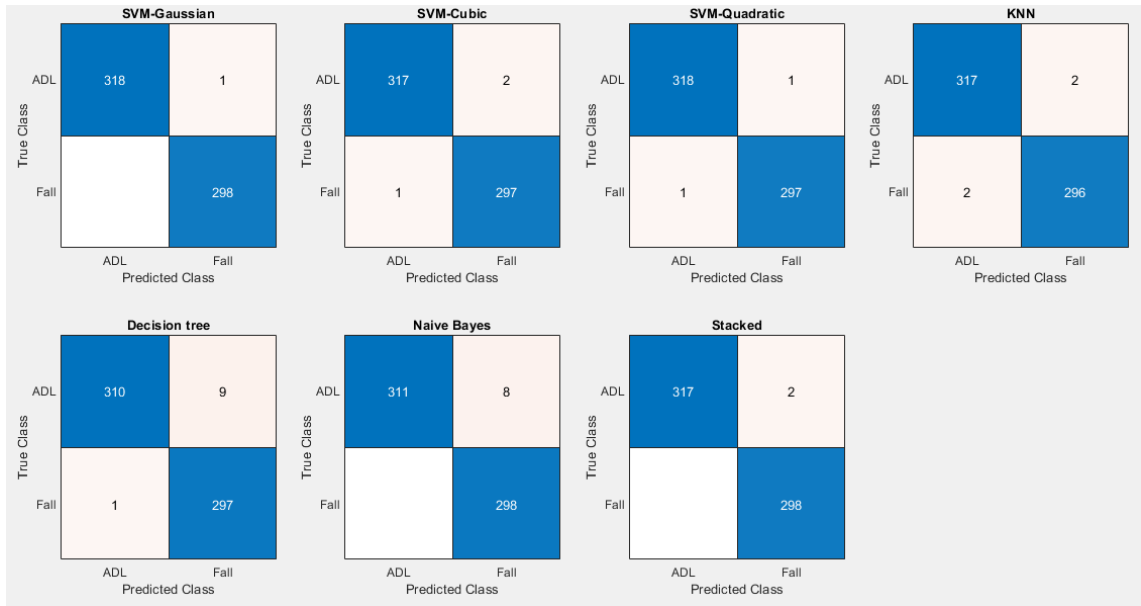 SVM-Gaussian
True Class
ADL
318
1
Fall
298
ADL
Fall
Predicted Class
SVM-Cubic
True Class
ADL
317
2
Fall
1
297
ADL
Fall
Predicted Class
SVM-Quadratic
True Class
ADL
318
1
Fall
1
297
ADL
Fall
Predicted Class
KNN
True Class
ADL
317
2
Fall
2
296
ADL
Fall
Predicted Class
Decision tree
True Class
ADL
310
9
Fall
1
297
ADL
Fall
Predicted Class
Naive Bayes
True Class
ADL
311
8
Fall
298
ADL
Fall
Predicted Class
Stacked
True Class
ADL
317
2
Fall
298
ADL
Fall
Predicted Class